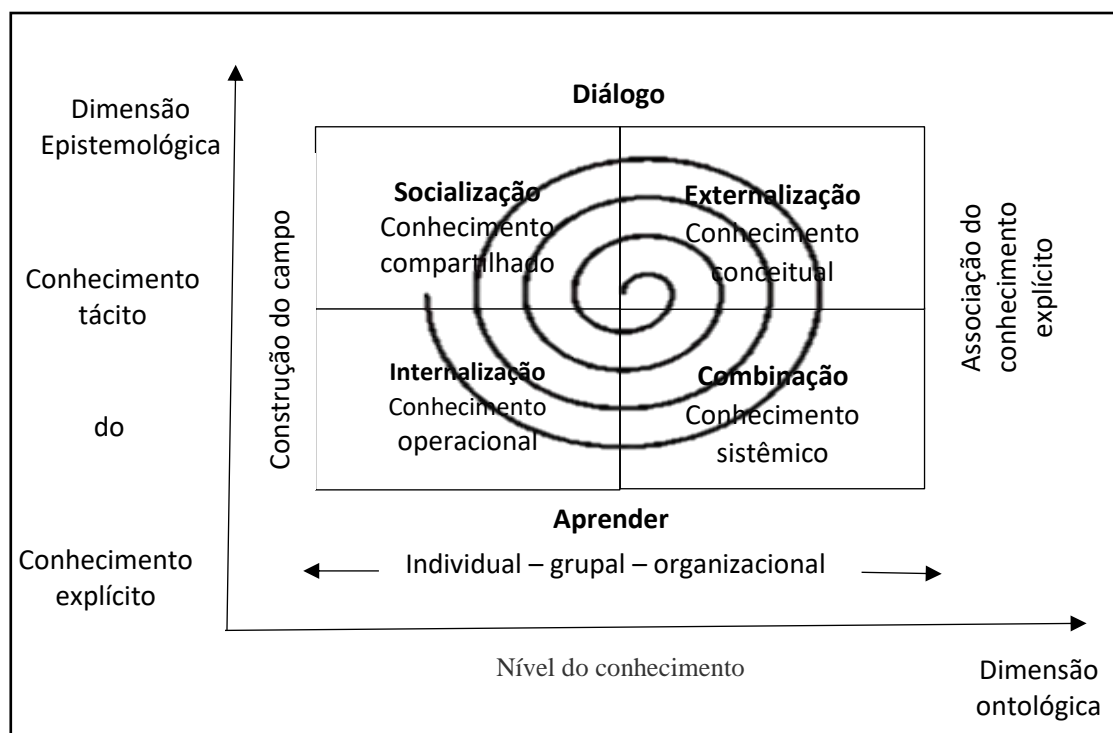 Diálogo
Dimensão
Epistemológica
Socialização
Conhecimento
compartilhado
Externalização
Conhecimento
conceitual
Construção do campo
Conhecimento
tácito
Associação do
conhecimento
explícito
Internalização
Conhecimento
operacional
Combinação
Conhecimento
sistêmico
do
Aprender
Conhecimento
explícito
Individual – grupal – organizacional
Nível do conhecimento
Dimensão
ontológica